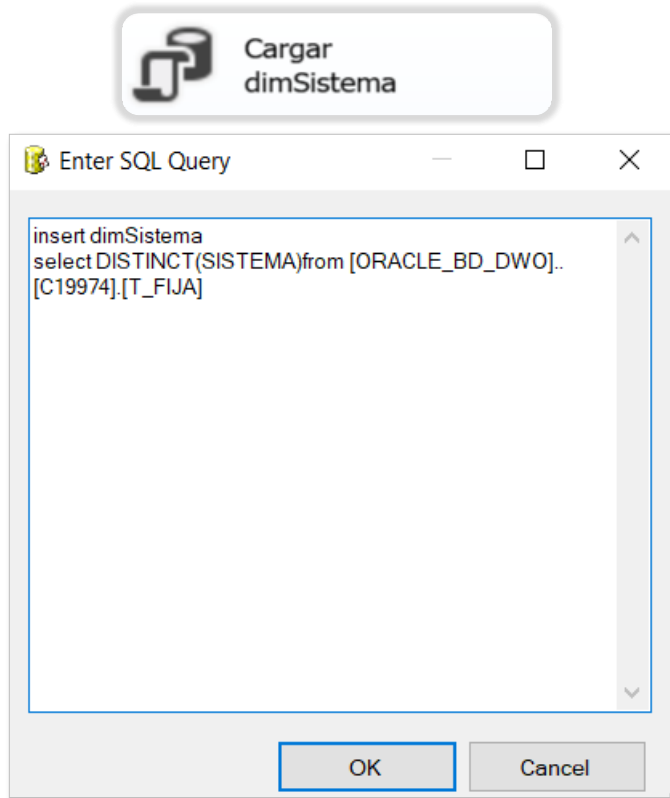 Cargar
dimSistema
Enter SQL Query
insert dimSistema
select DISTINCT(SISTEMA)from [ORACLE_BD_DWO]..
[C19974].[T_FIJA]
OK
Cancel